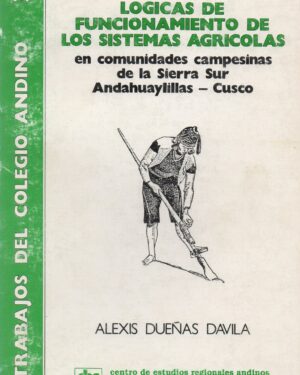 LOGICAS DE
FUNCIONAMIENTO DE
LOS SISTEMAS AGRICOLAS
en comunidades campesinas
de la Sierra Sur
Andahuaylillas – Cusco
TRABAJOS DEL COLEGIO ANDINO
ALEXIS DUEÑAS DAVILA
cbc
centro de estudios regionales andinos